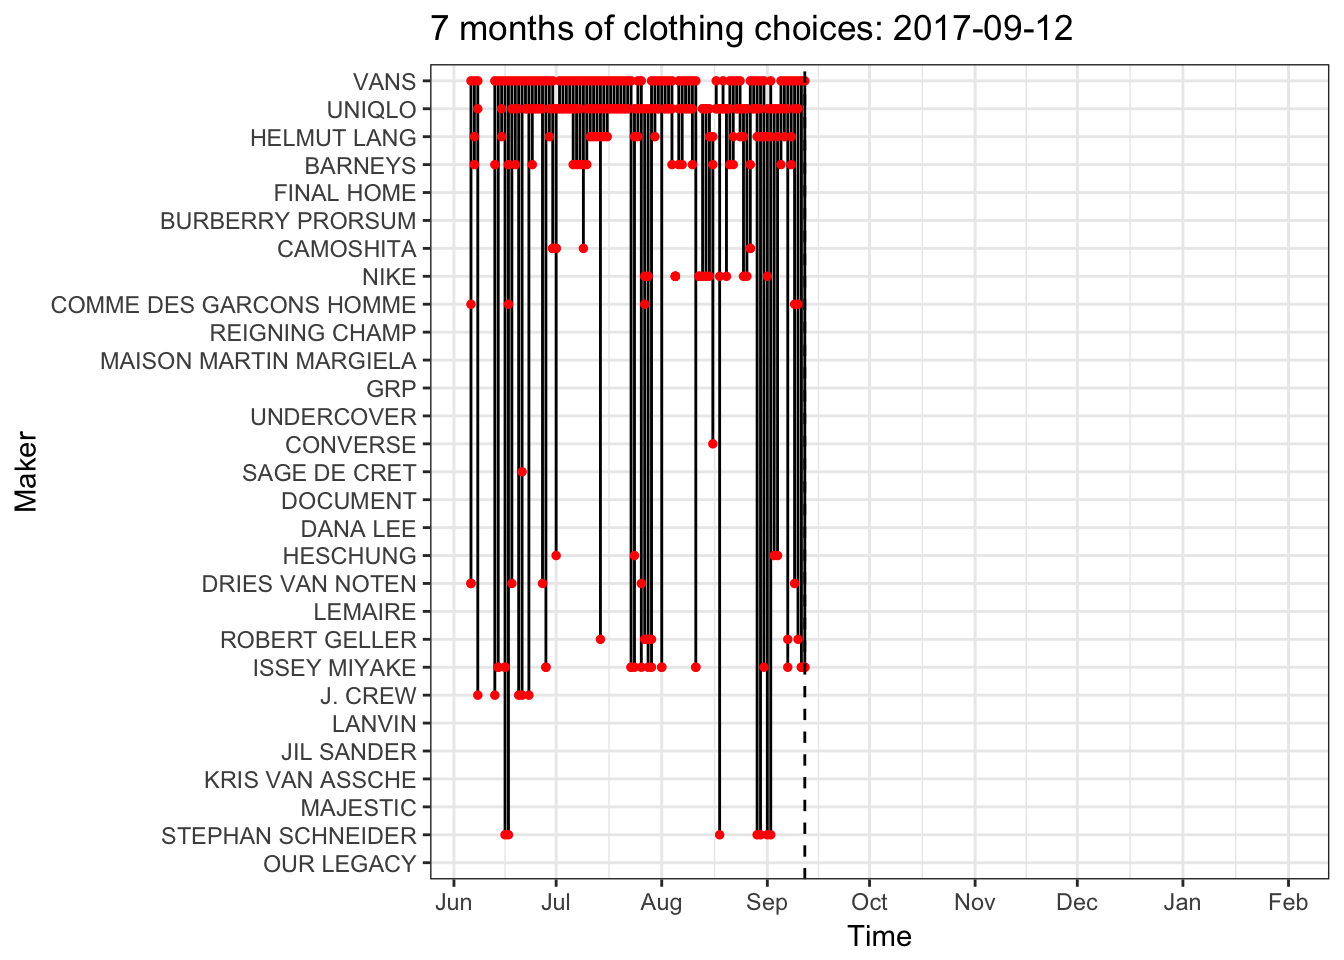 7 months of clothing choices: 2017-09-12
VANS
UNIQLO
HELMUT LANG
BARNEYS
FINAL HOME
BURBERRY PRORSUM
CAMOSHITA
NIKE
COMME DES GARCONS HOMME
REIGNING CHAMP
MAISON MARTIN MARGIELA
GRP
UNDERCOVER
CONVERSE
SAGE DE CRET
DOCUMENT
DANA LEE
HESCHUNG
DRIES VAN NOTEN
LEMAIRE
ROBERT GELLER
ISSEY MIYAKE
J. CREW
LANVIN
JIL SANDER
KRIS VAN ASSCHE
MAJESTIC
STEPHAN SCHNEIDER
OUR LEGACY
Maker
Jun Jul Aug Sep Oct Nov Dec Jan Feb
Time